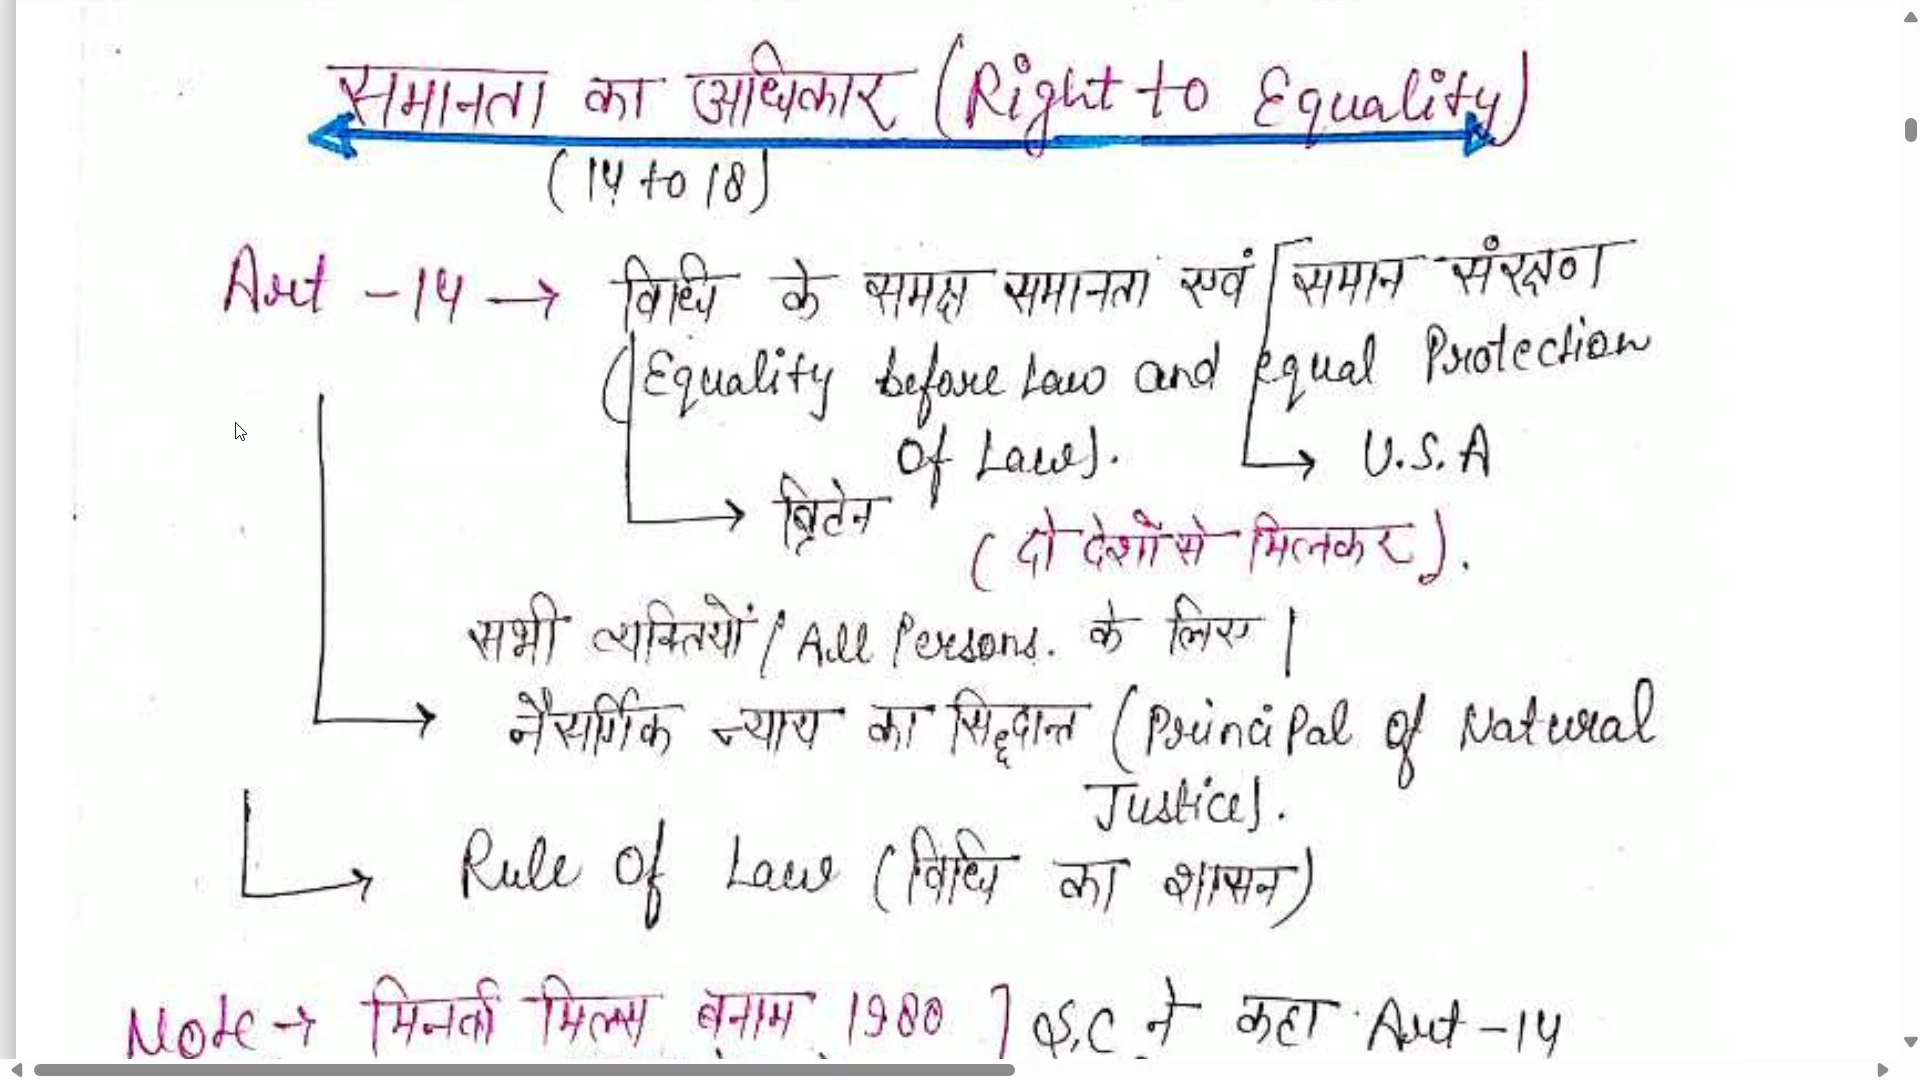 समानता का अधिकार (Right to Equality)
(14 to 18)
Art - 14 → विधि के समक्ष समानता एवं समान संरक्षण
(Equality before Law and equal Protection
Of Laws).
→ U.S.A
→ ब्रिटेन
(दो देशों से मिलकर).
सभी व्यक्तियों / All Persons. के लिए |
→ नैसर्गिक न्याय का सिद्धान्त (Principal of Natural
Justice).
→ Rule Of Law (विधि का शासन)
Note → मिनर्वा मिल्स बनाम 1980 ] S.C ने कहा Art - 14